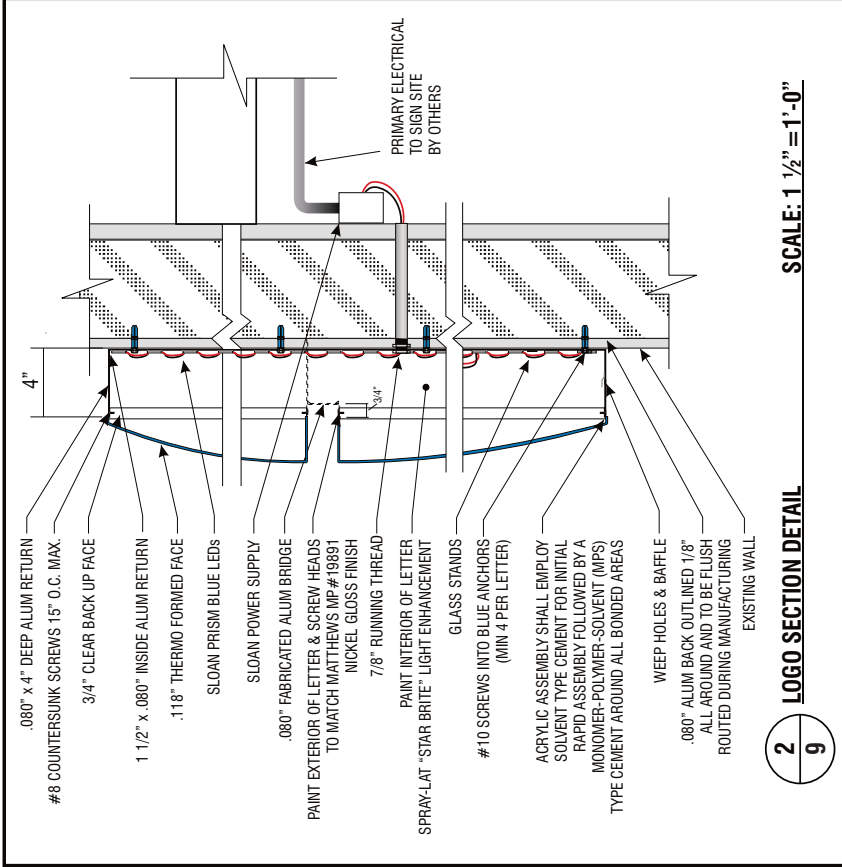 .080” x 4” DEEP ALUM RETURN
#8 COUNTERSUNK SCREWS 15” O.C. MAX.
3/4” CLEAR BACK UP FACE
1 1/2” x .080” INSIDE ALUM RETURN
.118” THERMO FORMED FACE
SLOAN PRISM BLUE LEDs
SLOAN POWER SUPPLY
.080” FABRICATED ALUM BRIDGE
PAINT EXTERIOR OF LETTER & SCREW HEADS
TO MATCH MATTHEWS MP#19891
NICKEL GLOSS FINISH
7/8” RUNNING THREAD
PAINT INTERIOR OF LETTER
SPRAY-LAT “STAR BRITE” LIGHT ENHANCEMENT
GLASS STANDS
#10 SCREWS INTO BLUE ANCHORS
(MIN 4 PER LETTER)
ACRYLIC ASSEMBLY SHALL EMPLOY
SOLVENT TYPE CEMENT FOR INITIAL
RAPID ASSEMBLY FOLLOWED BY A
MONOMER-POLYMER-SOLVENT (MPS)
TYPE CEMENT AROUND ALL BONDED AREAS
WEEP HOLES & BAFFLE
.080” ALUM BACK OUTLINED 1/8”
ALL AROUND AND TO BE FLUSH
ROUTED DURING MANUFACTURING
EXISTING WALL
4”
3/4”
PRIMARY ELECTRICAL
TO SIGN SITE
BY OTHERS
2
9
LOGO SECTION DETAIL
SCALE: 1 ½” = 1’-0”